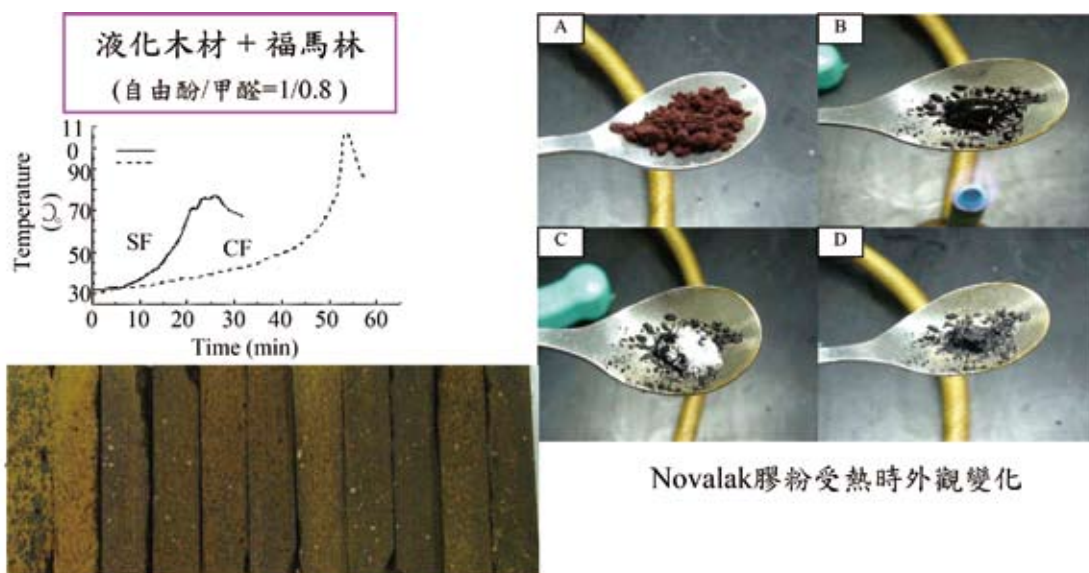 液化木材 + 福馬林
(自由酚/甲醛=1/0.8 )
11
0
90
70
50
30
Temperature
(℃)
SF
CF
0
10
20
30
40
50
60
Time (min)
A
B
C
D
Novalak膠粉受熱時外觀變化